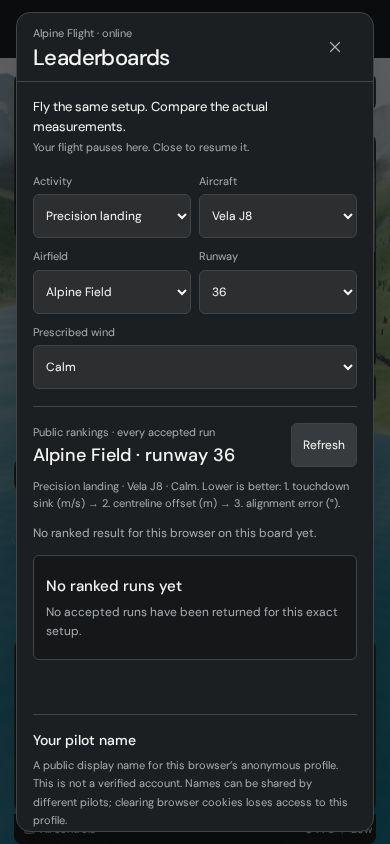 Alpine Flight · online
Leaderboards
Fly the same setup. Compare the actual
measurements.
Your flight pauses here. Close to resume it.
Activity
Aircraft
Precision landing
Vela J8
Airfield
Runway
Alpine Field
36
Prescribed wind
Calm
Public rankings · every accepted run
Alpine Field · runway 36
Refresh
Precision landing · Vela J8 · Calm. Lower is better: 1. touchdown
sink (m/s) → 2. centreline offset (m) → 3. alignment error (°).
No ranked result for this browser on this board yet.
No ranked runs yet
No accepted runs have been returned for this exact
setup.
Your pilot name
A public display name for this browser's anonymous profile.
This is not a verified account. Names can be shared by
different pilots; clearing browser cookies loses access to this
profile.